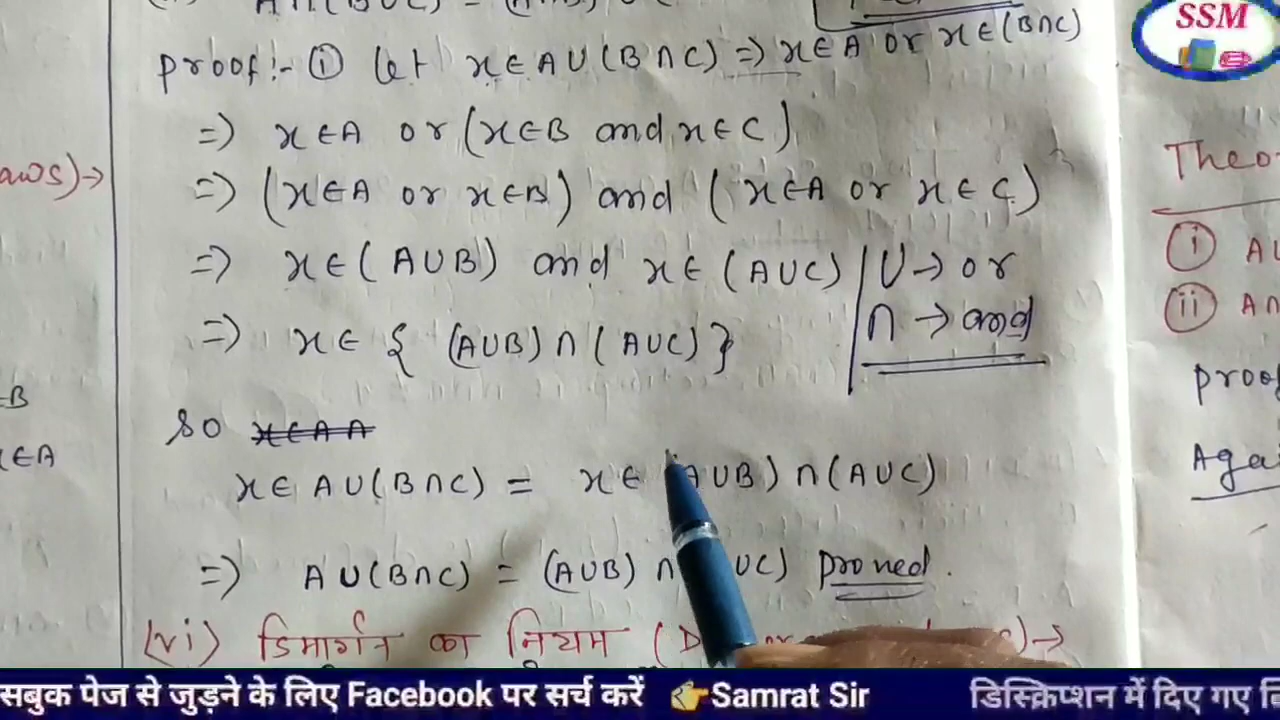 proof:- (i) Let x∈A∪(B∩C) => x∈A or x∈(B∩C)
=) x∈A or (x∈B and x∈C)
=) (x∈A or x∈B) and (x∈A or x∈C)
=) x∈(A∪B) and x∈(A∪C) | ∪→or
=) x∈{(A∪B)∩(A∪C)} | ∩→and
so
x∈A∪(B∩C) = x∈(A∪B)∩(A∪C)
=) A∪(B∩C) = (A∪B)∩ ∪C) proved.
(vi) डिमार्गन का नियम (D
aws)→
-B
x∈A
SSM
Theo
(i) A∪
(ii) A∩
proof
Aga
सबुक पेज से जुड़ने के लिए Facebook पर सर्च करें 👉Samrat Sir डिस्क्रिप्शन में दिए गए